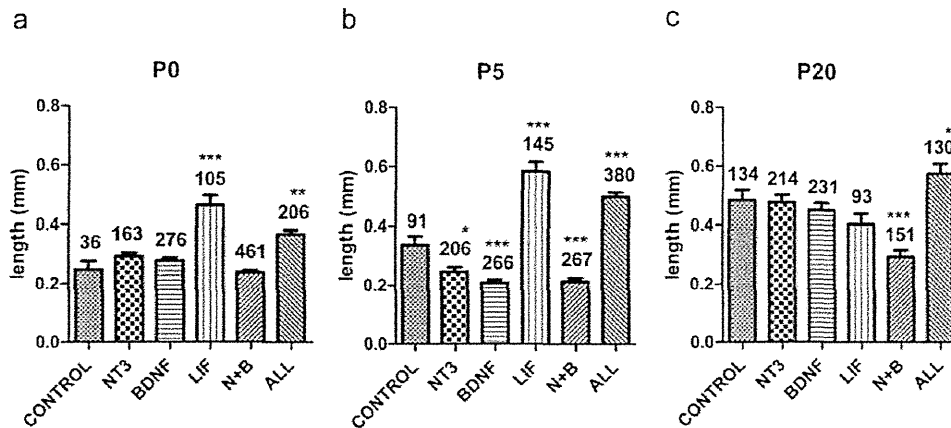 a
P0
length (mm)
0.8
0.6
0.4
0.2
0.0
36
163
276
***
105
461
**
206
CONTROL
NT3
BDNF
LIF
N+B
ALL
b
P5
length (mm)
0.8
0.6
0.4
0.2
0.0
91
*
206
***
266
***
145
***
267
***
380
CONTROL
NT3
BDNF
LIF
N+B
ALL
c
P20
length (mm)
0.8
0.6
0.4
0.2
0.0
134
214
231
93
***
151
*
130
CONTROL
NT3
BDNF
LIF
N+B
ALL